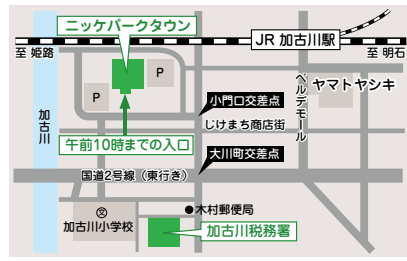 ニッケパークタウン
JR 加古川駅
至 姫路
至 明石
P
P
ヤマトヤシキ
ベルデモール
加古川
小門口交差点
じけまち商店街
午前10時までの入口
大川町交差点
国道2号線（東行き）
文
加古川小学校
●木村郵便局
加古川税務署